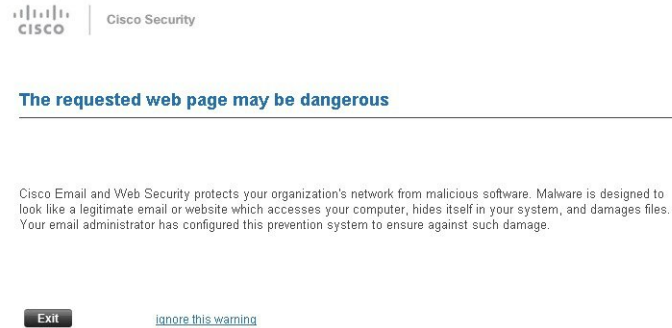 CISCO
Cisco Security
The requested web page may be dangerous
Cisco Email and Web Security protects your organization's network from malicious software. Malware is designed to
look like a legitimate email or website which accesses your computer, hides itself in your system, and damages files.
Your email administrator has configured this prevention system to ensure against such damage.
Exit
ignore this warning